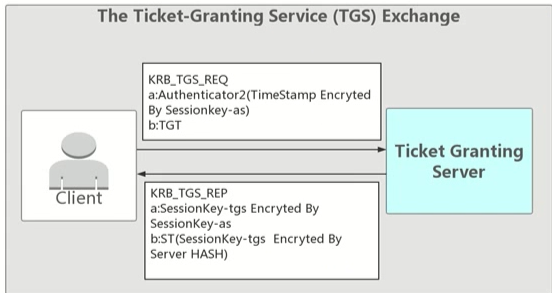 The Ticket-Granting Service (TGS) Exchange
KRB_TGS_REQ
a:Authenticator2(TimeStamp Encryted
By Sessionkey-as)
b:TGT
Client
Ticket Granting
Server
KRB_TGS_REP
a:SessionKey-tgs Encryted By
SessionKey-as
b:ST(SessionKey-tgs  Encryted By
Server HASH)